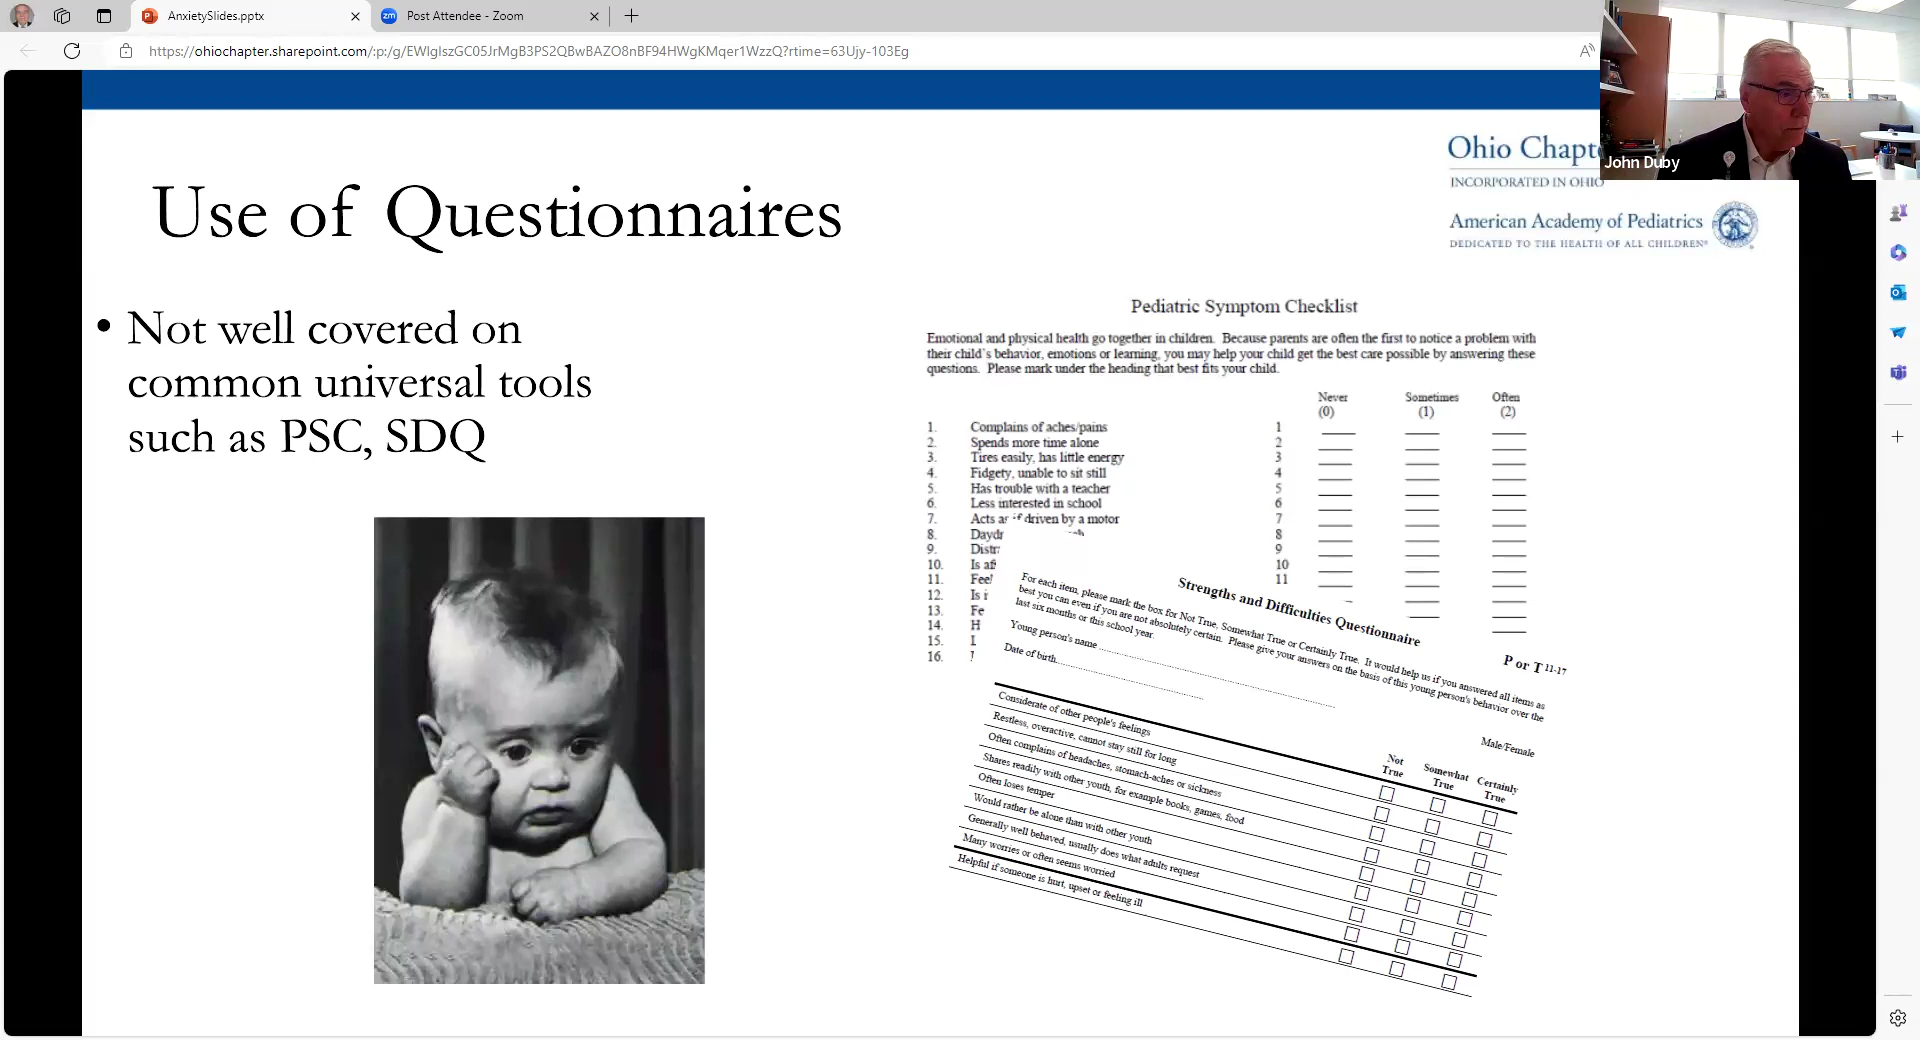 AnxietySlides.pptx
Post Attendee - Zoom
https://ohiochapter.sharepoint.com/:p:/g/EWIgIszGC05JrMgB3PS2QBwBAZO8nBF94HWgKMqer1WzzQ?rtime=63Ujy-103Eg
John Duby
Ohio Chapt
INCORPORATED IN OHIO
American Academy of Pediatrics
DEDICATED TO THE HEALTH OF ALL CHILDREN®
Use of Questionnaires
• Not well covered on
common universal tools
such as PSC, SDQ
Pediatric Symptom Checklist
Emotional and physical health go together in children. Because parents are often the first to notice a problem with
their child's behavior, emotions or learning, you may help your child get the best care possible by answering these
questions. Please mark under the heading that best fits your child.
Never Sometimes Often
(0) (1) (2)
1. Complains of aches/pains 1
2. Spends more time alone 2
3. Tires easily, has little energy 3
4. Fidgety, unable to sit still 4
5. Has trouble with a teacher 5
6. Less interested in school 6
7. Acts as if driven by a motor 7
8. Daydr 8
9. Distr 9
10. Is af 10
11. Feel 11
12. Is i
13. Fe
14. H
15.
16.
Strengths and Difficulties Questionnaire
P or T 11-17
For each item, please mark the box for Not True, Somewhat True or Certainly True. It would help us if you answered all items as
best you can even if you are not absolutely certain. Please give your answers on the basis of this young person's behavior over the
last six months or this school year.
Young person's name
Male/Female
Date of birth
Not True Somewhat True Certainly True
Considerate of other people's feelings
Restless, overactive, cannot stay still for long
Often complains of headaches, stomach-aches or sickness
Shares readily with other youth, for example books, games, food
Often loses temper
Would rather be alone than with other youth
Generally well behaved, usually does what adults request
Many worries or often seems worried
Helpful if someone is hurt, upset or feeling ill